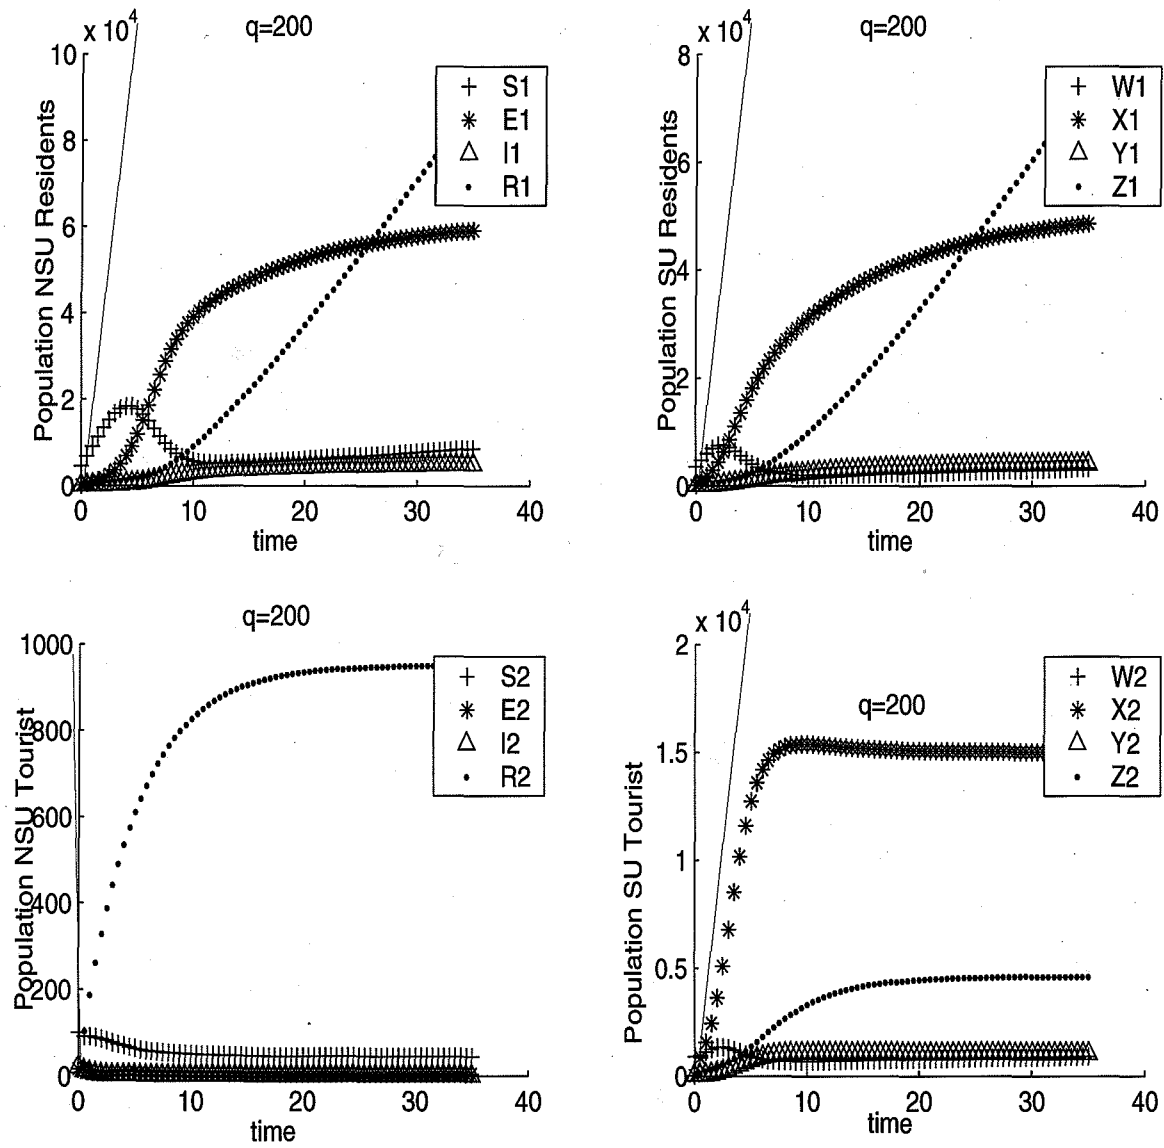 x 10^4
q=200
10
8
6
4
2
0
0 10 20 30 40
time
Population NSU Residents
S1
E1
I1
R1
x 10^4
q=200
8
6
4
2
0
0 10 20 30 40
time
Population SU Residents
W1
X1
Y1
Z1
q=200
1000
800
600
400
200
0
0 10 20 30 40
time
Population NSU Tourist
S2
E2
I2
R2
x 10^4
q=200
2
1.5
1
0.5
0
0 10 20 30 40
time
Population SU Tourist
W2
X2
Y2
Z2